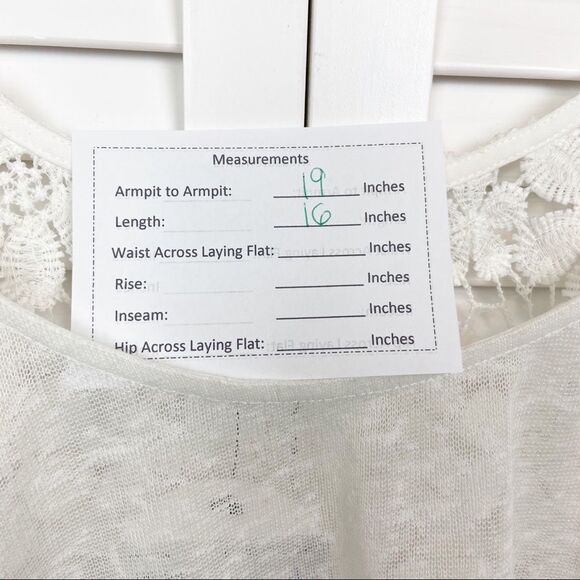 Measurements
Armpit to Armpit: 19 Inches
Length: 16 Inches
Waist Across Laying Flat: Inches
Rise: Inches
Inseam: Inches
Hip Across Laying Flat: Inches